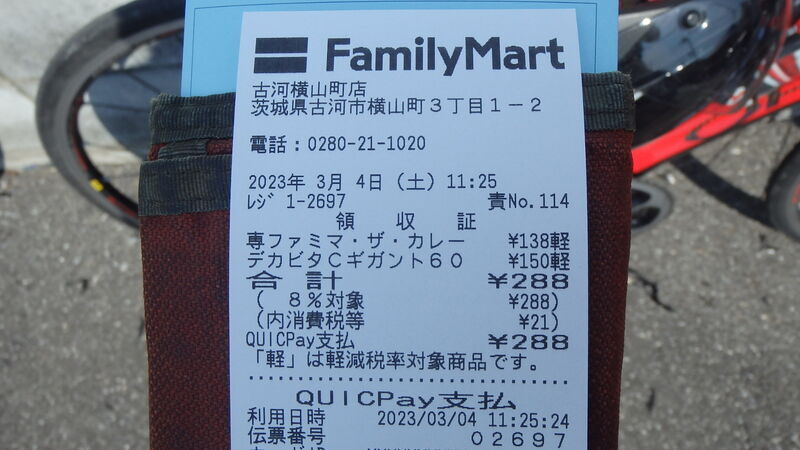 FamilyMart
古河横山町店
茨城県古河市横山町3丁目1-2
電話:0280-21-1020
2023年 3月 4日(土)11:25
ﾚｼﾞ 1-2697 責No.114
領 収 証
専ファミマ・ザ・カレー ¥138軽
デカビタCギガント60 ¥150軽
合 計 ¥288
( 8%対象 ¥288)
(内消費税等 ¥21)
QUICPay支払 ¥288
「軽」は軽減税率対象商品です。
QUICPay支払
利用日時 2023/03/04 11:25:24
伝票番号 02697